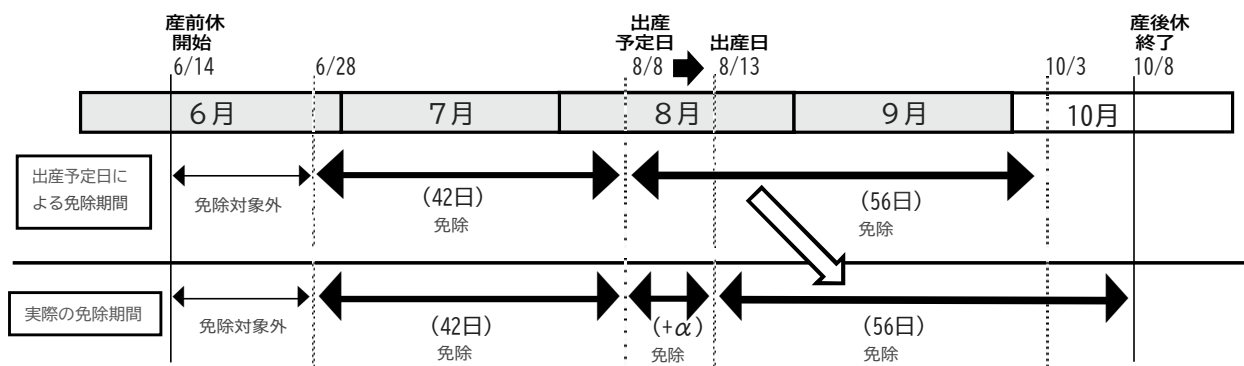 産前休
開始
6/14
6/28
出産
予定日
8/8
出産日
8/13
10/3
産後休
終了
10/8
6月
7月
8月
9月
10月
出産予定日に
よる免除期間
免除対象外
(42日)
免除
(56日)
免除
実際の免除期間
免除対象外
(42日)
免除
(+α)
免除
(56日)
免除